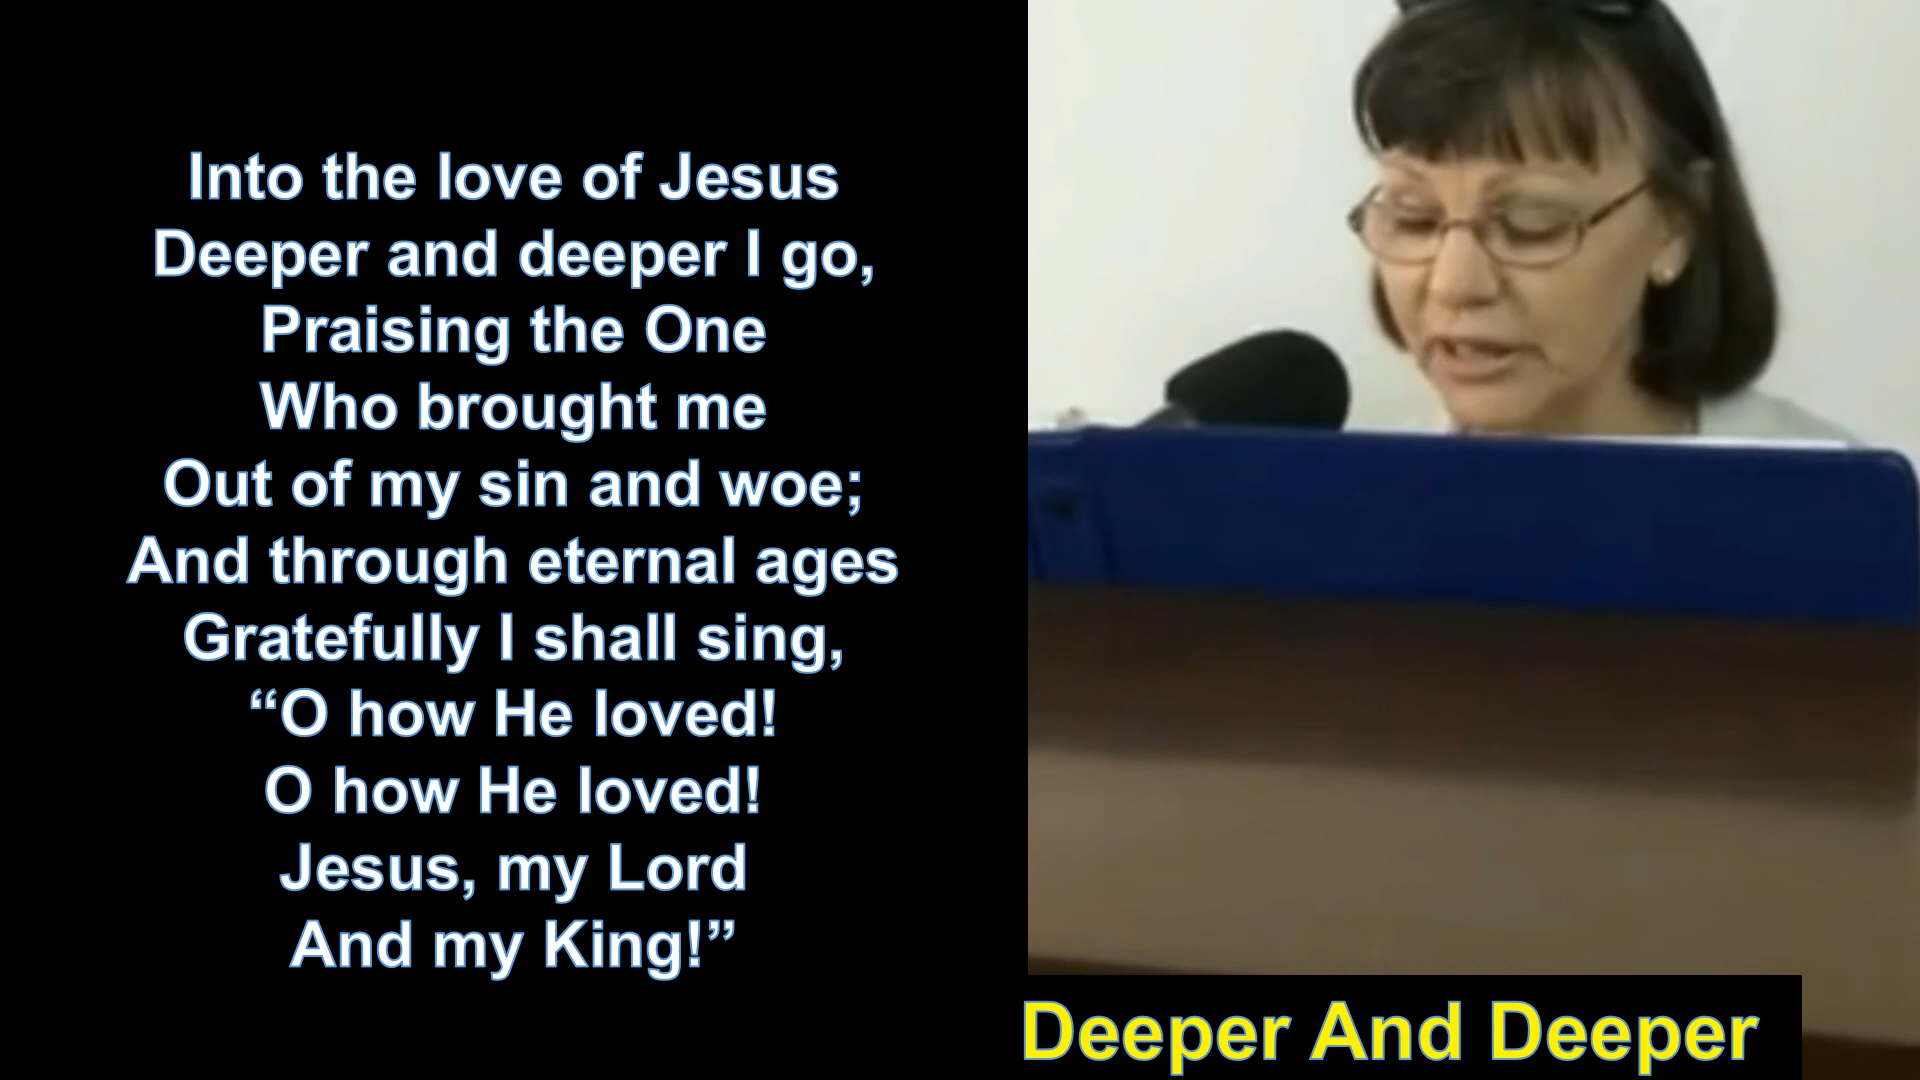 Into the love of Jesus
Deeper and deeper I go,
Praising the One
Who brought me
Out of my sin and woe;
And through eternal ages
Gratefully I shall sing,
“O how He loved!
O how He loved!
Jesus, my Lord
And my King!”
Deeper And Deeper